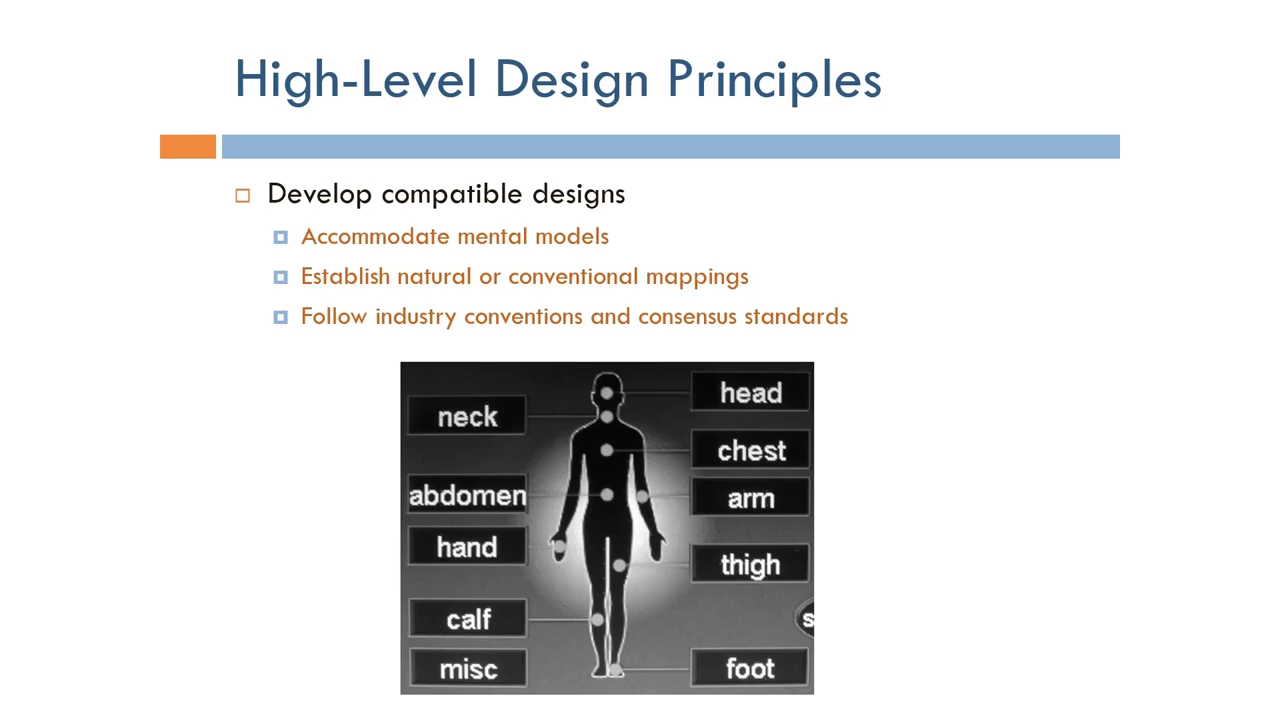 High-Level Design Principles
Develop compatible designs
Accommodate mental models
Establish natural or conventional mappings
Follow industry conventions and consensus standards
head
neck
chest
abdomen
arm
hand
thigh
calf
s
misc
foot